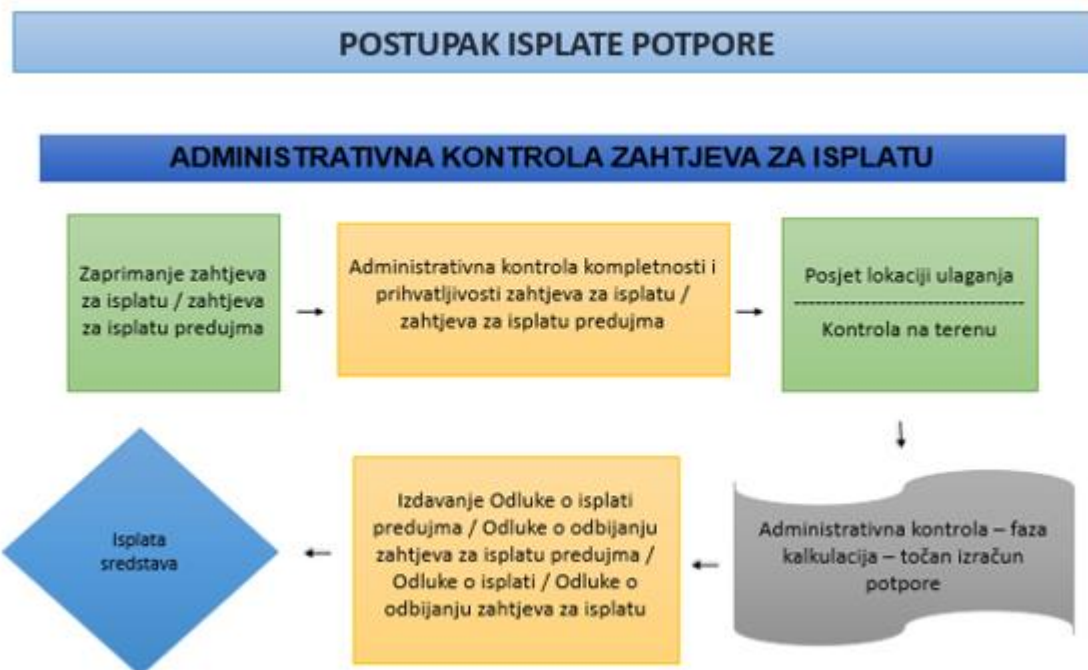 POSTUPAK ISPLATE POTPORE
ADMINISTRATIVNA KONTROLA ZAHTJEVA ZA ISPLATU
Zaprimanje zahtjeva
za isplatu / zahtjeva
za isplatu predujma
Administrativna kontrola kompletnosti i
prihvatljivosti zahtjeva za isplatu /
zahtjeva za isplatu predujma
Posjet lokaciji ulaganja
------------------------------------
Kontrola na terenu
Administrativna kontrola – faza
kalkulacija – točan izračun
potpore
Izdavanje Odluke o isplati
predujma / Odluke o odbijanju
zahtjeva za isplatu predujma /
Odluke o isplati / Odluke o
odbijanju zahtjeva za isplatu
Isplata
sredstava